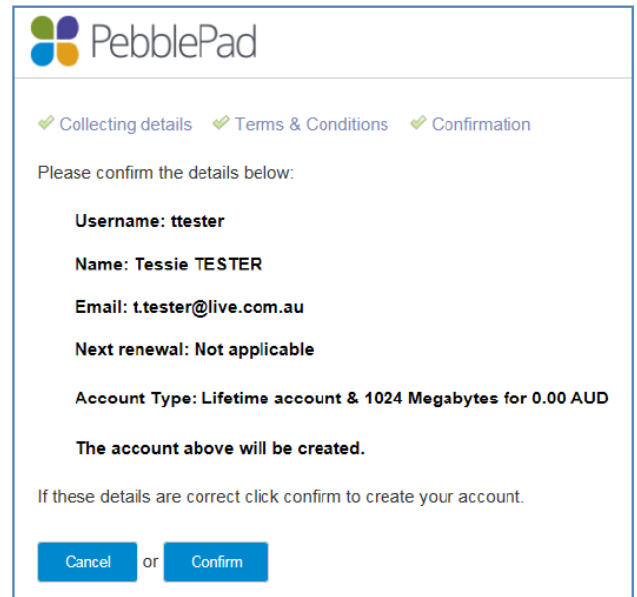 PebblePad
Collecting details Terms & Conditions Confirmation
Please confirm the details below:
Username: ttester
Name: Tessie TESTER
Email: t.tester@live.com.au
Next renewal: Not applicable
Account Type: Lifetime account & 1024 Megabytes for 0.00 AUD
The account above will be created.
If these details are correct click confirm to create your account.
Cancel or Confirm